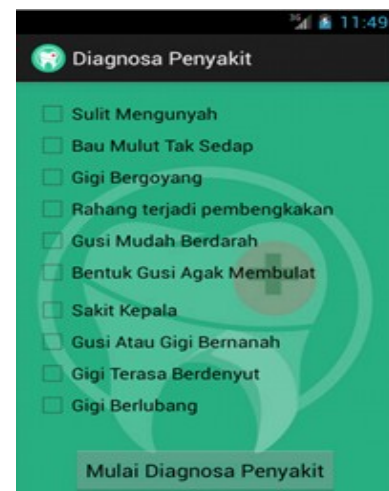 3G 11:49
Diagnosa Penyakit
Sulit Mengunyah
Bau Mulut Tak Sedap
Gigi Bergoyang
Rahang terjadi pembengkakan
Gusi Mudah Berdarah
Bentuk Gusi Agak Membulat
Sakit Kepala
Gusi Atau Gigi Bernanah
Gigi Terasa Berdenyut
Gigi Berlubang
Mulai Diagnosa Penyakit